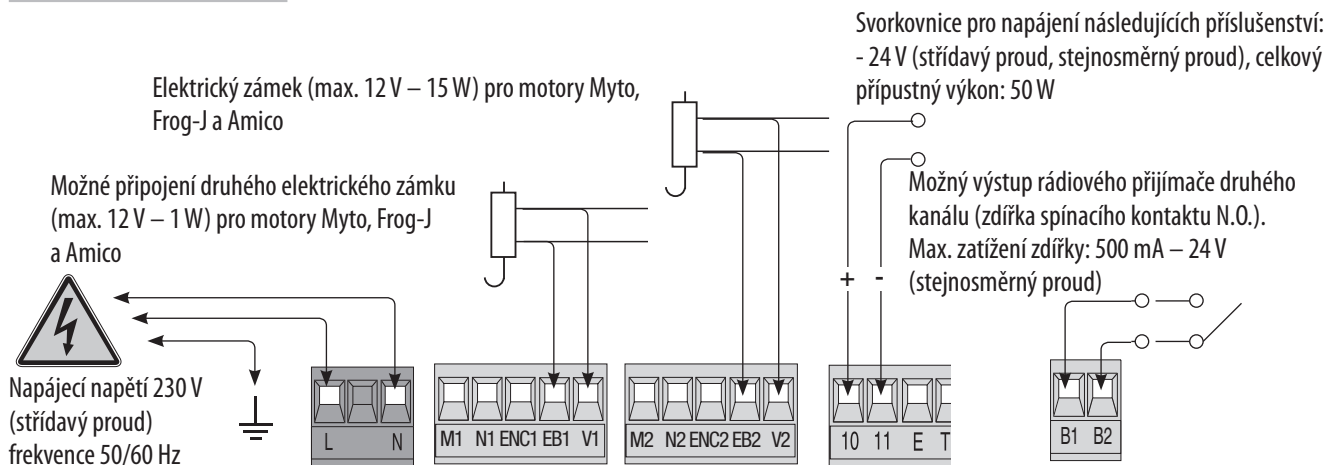 Svorkovnice pro napájení následujících příslušenství:
- 24 V (střídavý proud, stejnosměrný proud), celkový
přípustný výkon: 50 W
Elektrický zámek (max. 12 V – 15 W) pro motory Myto,
Frog-J a Amico
Možné připojení druhého elektrického zámku
(max. 12 V – 1 W) pro motory Myto, Frog-J
a Amico
Možný výstup rádiového přijímače druhého
kanálu (zdířka spínacího kontaktu N.O.).
Max. zatížení zdířky: 500 mA – 24 V
(stejnosměrný proud)
+ -
Napájecí napětí 230 V
(střídavý proud)
frekvence 50/60 Hz
L N
M1 N1 ENC1 EB1 V1
M2 N2 ENC2 EB2 V2
10 11 E T
B1 B2